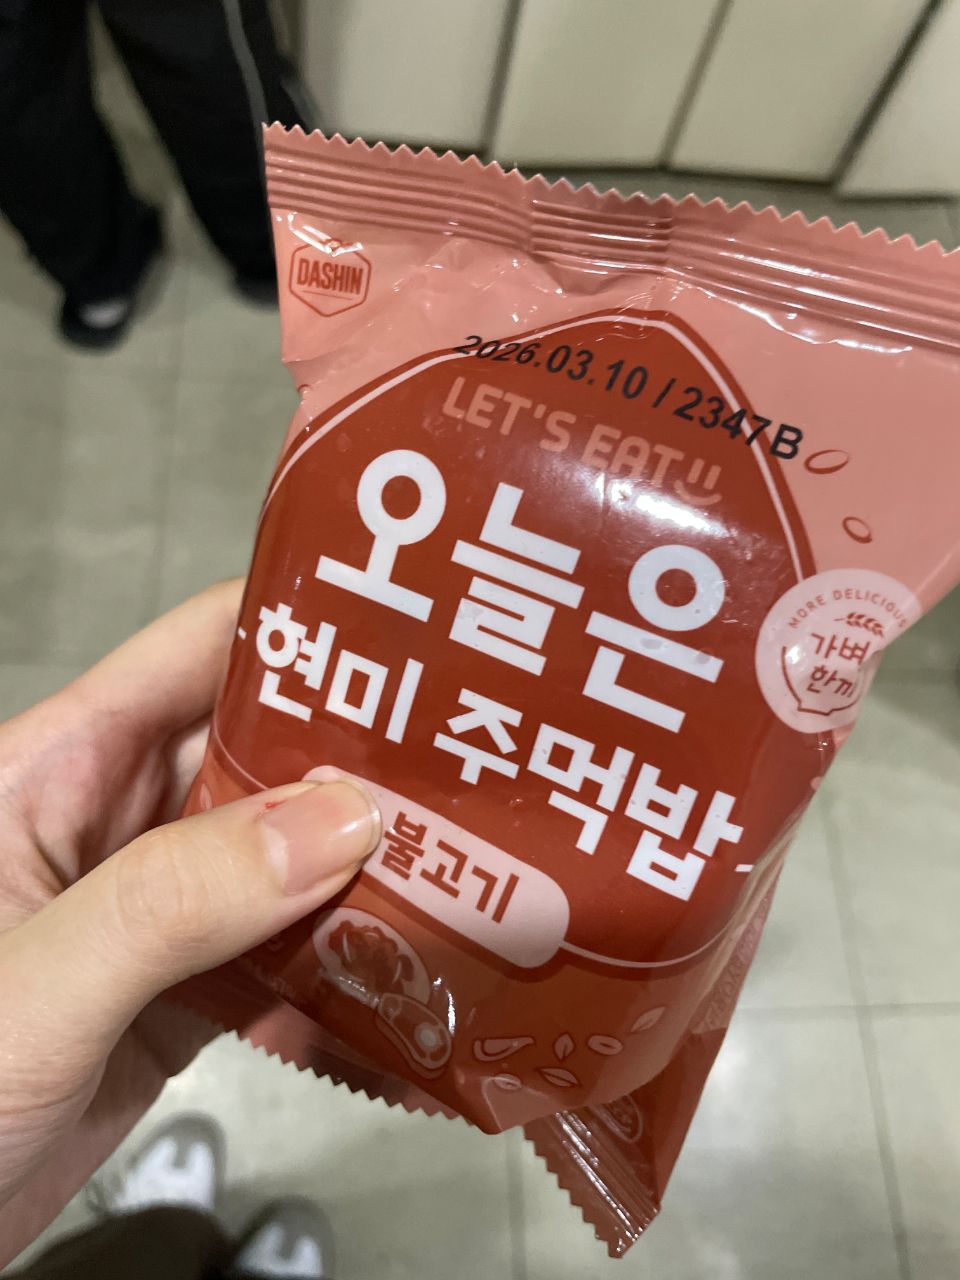 DASHIN
2026.03.10 / 2347B
LET'S EAT
오늘은
현미 주먹밥
불고기
MORE DELICIOUS
가벼
한끼